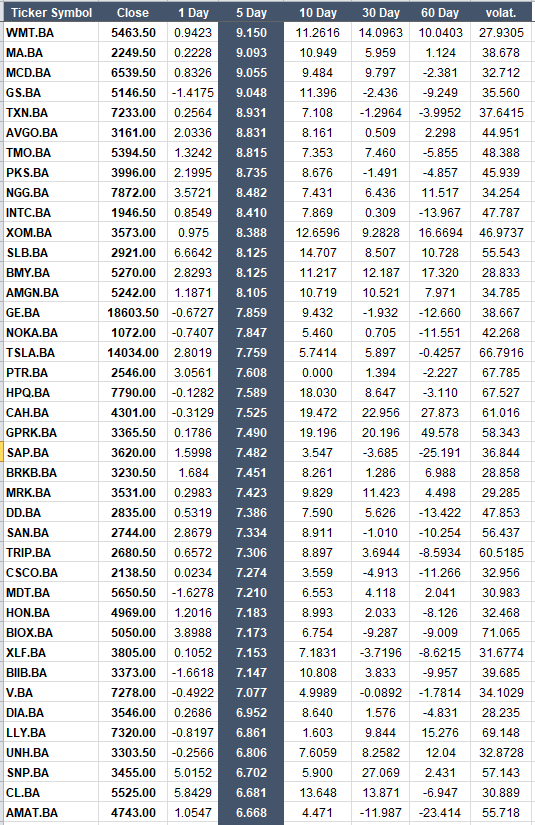 Ticker Symbol Close 1 Day 5 Day 10 Day 30 Day 60 Day volat.
WMT.BA 5463.50 0.9423 9.150 11.2616 14.0963 10.0403 27.9305
MA.BA 2249.50 0.2228 9.093 10.949 5.959 1.124 38.678
MCD.BA 6539.50 0.8326 9.055 9.484 9.797 -2.381 32.712
GS.BA 5146.50 -1.4175 9.048 11.396 -2.436 -9.249 35.560
TXN.BA 7233.00 0.2564 8.931 7.108 -1.2964 -3.9952 37.6415
AVGO.BA 3161.00 2.0336 8.831 8.161 0.509 2.298 44.951
TMO.BA 5394.50 1.3242 8.815 7.353 7.460 -5.855 48.388
PKS.BA 3996.00 2.1995 8.735 8.676 -1.491 -4.857 45.939
NGG.BA 7872.00 3.5721 8.482 7.431 6.436 11.517 34.254
INTC.BA 1946.50 0.8549 8.410 7.869 0.309 -13.967 47.787
XOM.BA 3573.00 0.975 8.388 12.6596 9.2828 16.6694 46.9737
SLB.BA 2921.00 6.6642 8.125 14.707 8.507 10.728 55.543
BMY.BA 5270.00 2.8293 8.125 11.217 12.187 17.320 28.833
AMGN.BA 5242.00 1.1871 8.105 10.719 10.521 7.971 34.785
GE.BA 18603.50 -0.6727 7.859 9.432 -1.932 -12.660 38.667
NOKA.BA 1072.00 -0.7407 7.847 5.460 0.705 -11.551 42.268
TSLA.BA 14034.00 2.8019 7.759 5.7414 5.897 -0.4257 66.7916
PTR.BA 2546.00 3.0561 7.608 0.000 1.394 -2.227 67.785
HPQ.BA 7790.00 -0.1282 7.589 18.030 8.647 -3.110 67.527
CAH.BA 4301.00 -0.3129 7.525 19.472 22.956 27.873 61.016
GPRK.BA 3365.50 0.1786 7.490 19.196 20.196 49.578 58.343
SAP.BA 3620.00 1.5998 7.482 3.547 -3.685 -25.191 36.844
BRKB.BA 3230.50 1.684 7.451 8.261 1.286 6.988 28.858
MRK.BA 3531.00 0.2983 7.423 9.829 11.423 4.498 29.285
DD.BA 2835.00 0.5319 7.386 7.590 5.626 -13.422 47.853
SAN.BA 2744.00 2.8679 7.334 8.911 -1.010 -10.254 56.437
TRIP.BA 2680.50 0.6572 7.306 8.897 3.6944 -8.5934 60.5185
CSCO.BA 2138.50 0.0234 7.274 3.559 -4.913 -11.266 32.956
MDT.BA 5650.50 -1.6278 7.210 6.553 4.118 2.041 30.983
HON.BA 4969.00 1.2016 7.183 8.993 2.033 -8.126 32.468
BIOX.BA 5050.00 3.8988 7.173 6.754 -9.287 -9.009 71.065
XLF.BA 3805.00 0.1052 7.153 7.1831 -3.7196 -8.6215 31.6774
BIIB.BA 3373.00 -1.6618 7.147 10.808 3.833 -9.957 39.685
V.BA 7278.00 -0.4922 7.077 4.9989 -0.0892 -1.7814 34.1029
DIA.BA 3546.00 0.2686 6.952 8.640 1.576 -4.831 28.235
LLY.BA 7320.00 -0.8197 6.861 1.603 9.844 15.276 69.148
UNH.BA 3303.50 -0.2566 6.806 7.6059 8.2582 12.04 32.8728
SNP.BA 3455.00 5.0152 6.702 5.900 27.069 2.431 57.143
CL.BA 5525.00 5.8429 6.681 13.648 13.871 -6.947 30.889
AMAT.BA 4743.00 1.0547 6.668 4.471 -11.987 -23.414 55.718